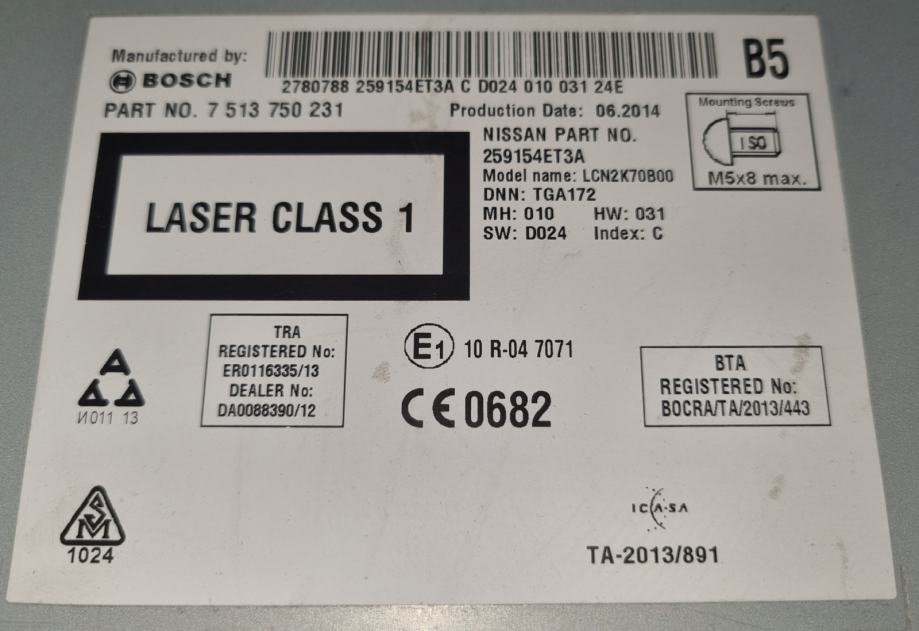 Manufactured by:
BOSCH
B5
2780788 259154ET3A C D024 010 031 24E
PART NO. 7 513 750 231
Production Date: 06.2014
Mounting Screws
ISO
M5x8 max.
NISSAN PART NO.
259154ET3A
Model name: LCN2K70B00
DNN: TGA172
MH: 010 HW: 031
SW: D024 Index: C
LASER CLASS 1
TRA
REGISTERED No:
ER0116335/13
DEALER No:
DA0088390/12
E1 10 R-04 7071
CE 0682
BTA
REGISTERED No:
BOCRA/TA/2013/443
И011 13
SM
1024
ICASA
TA-2013/891